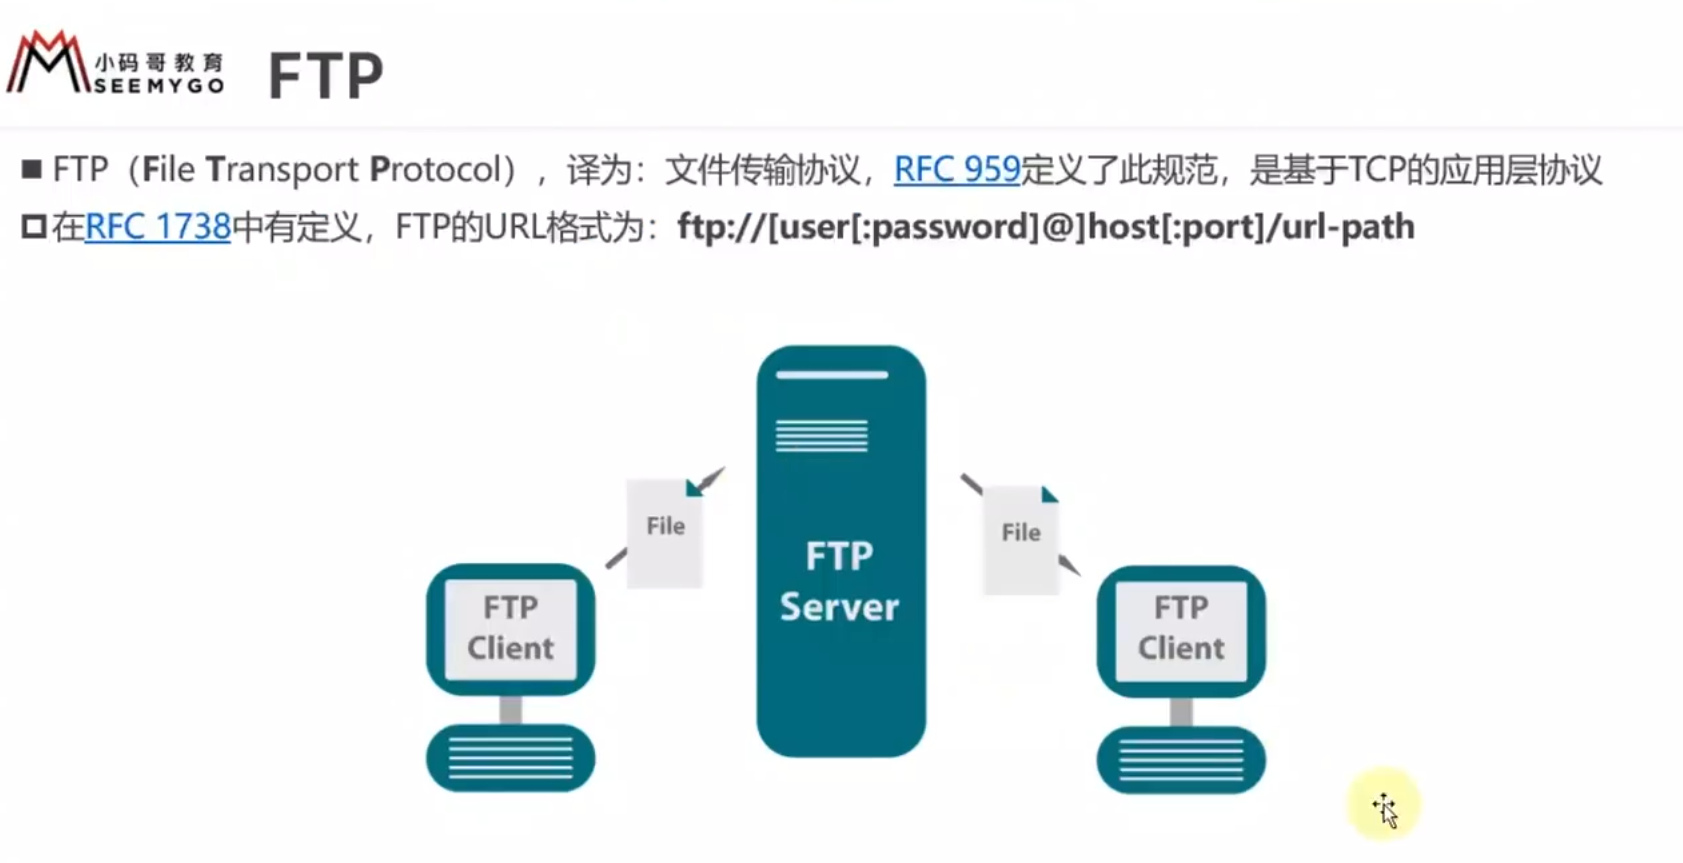 小码哥教育
SEEMYGO
FTP
■ FTP（File Transport Protocol），译为：文件传输协议，RFC 959定义了此规范，是基于TCP的应用层协议
在RFC 1738中有定义，FTP的URL格式为：ftp://[user[:password]@]host[:port]/url-path
File
File
FTP
Server
FTP
Client
FTP
Client